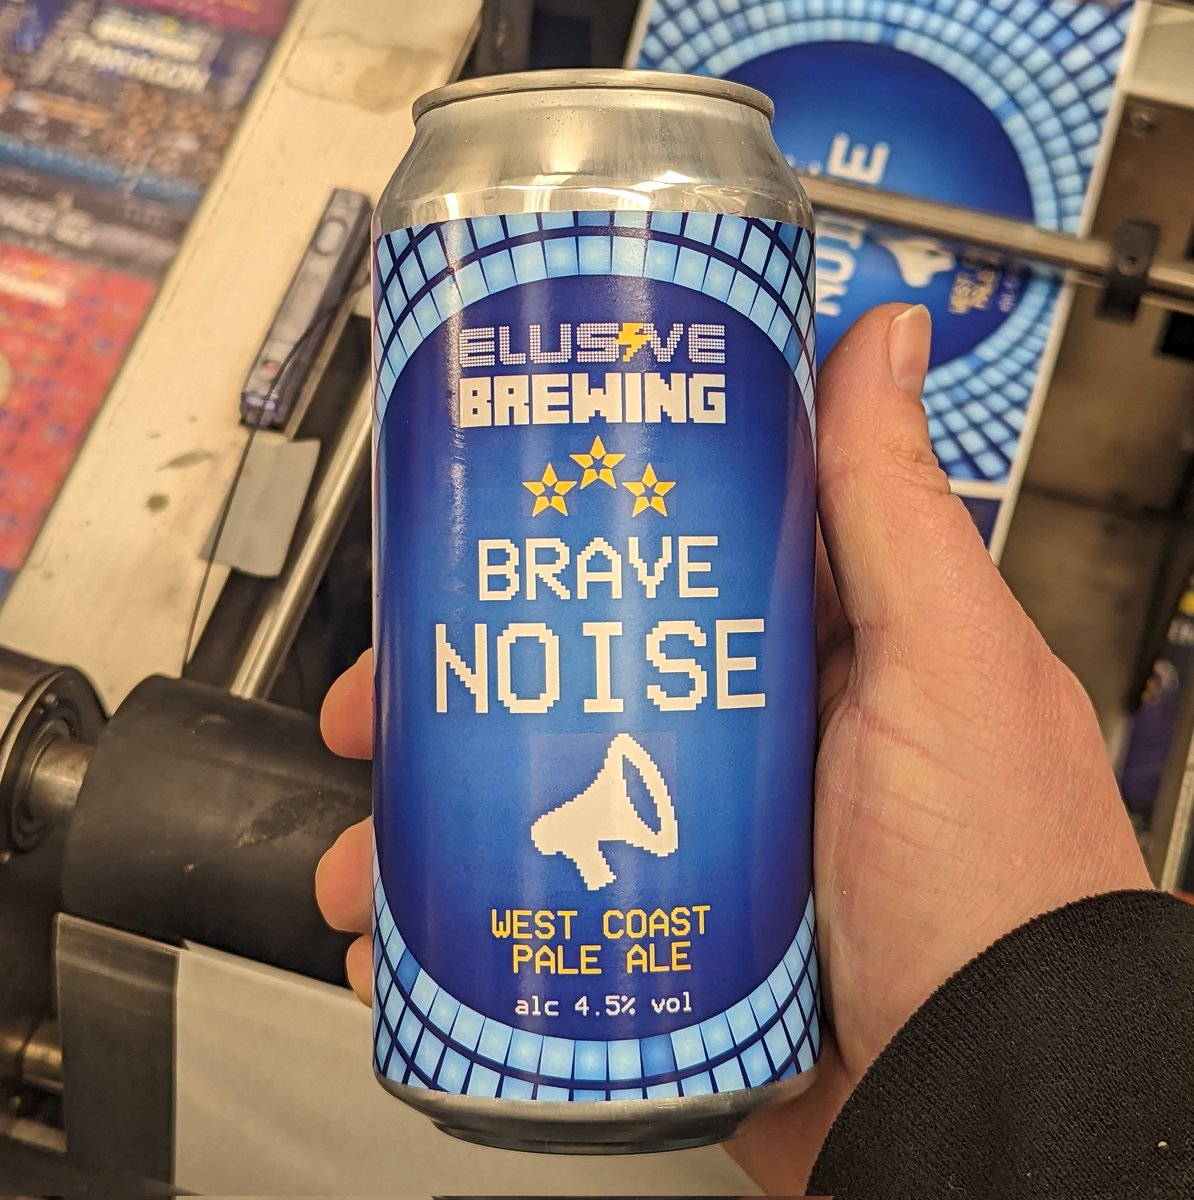 ELUSIVE
BREWING
BRAVE
NOISE
WEST COAST
PALE ALE
alc 4.5% vol